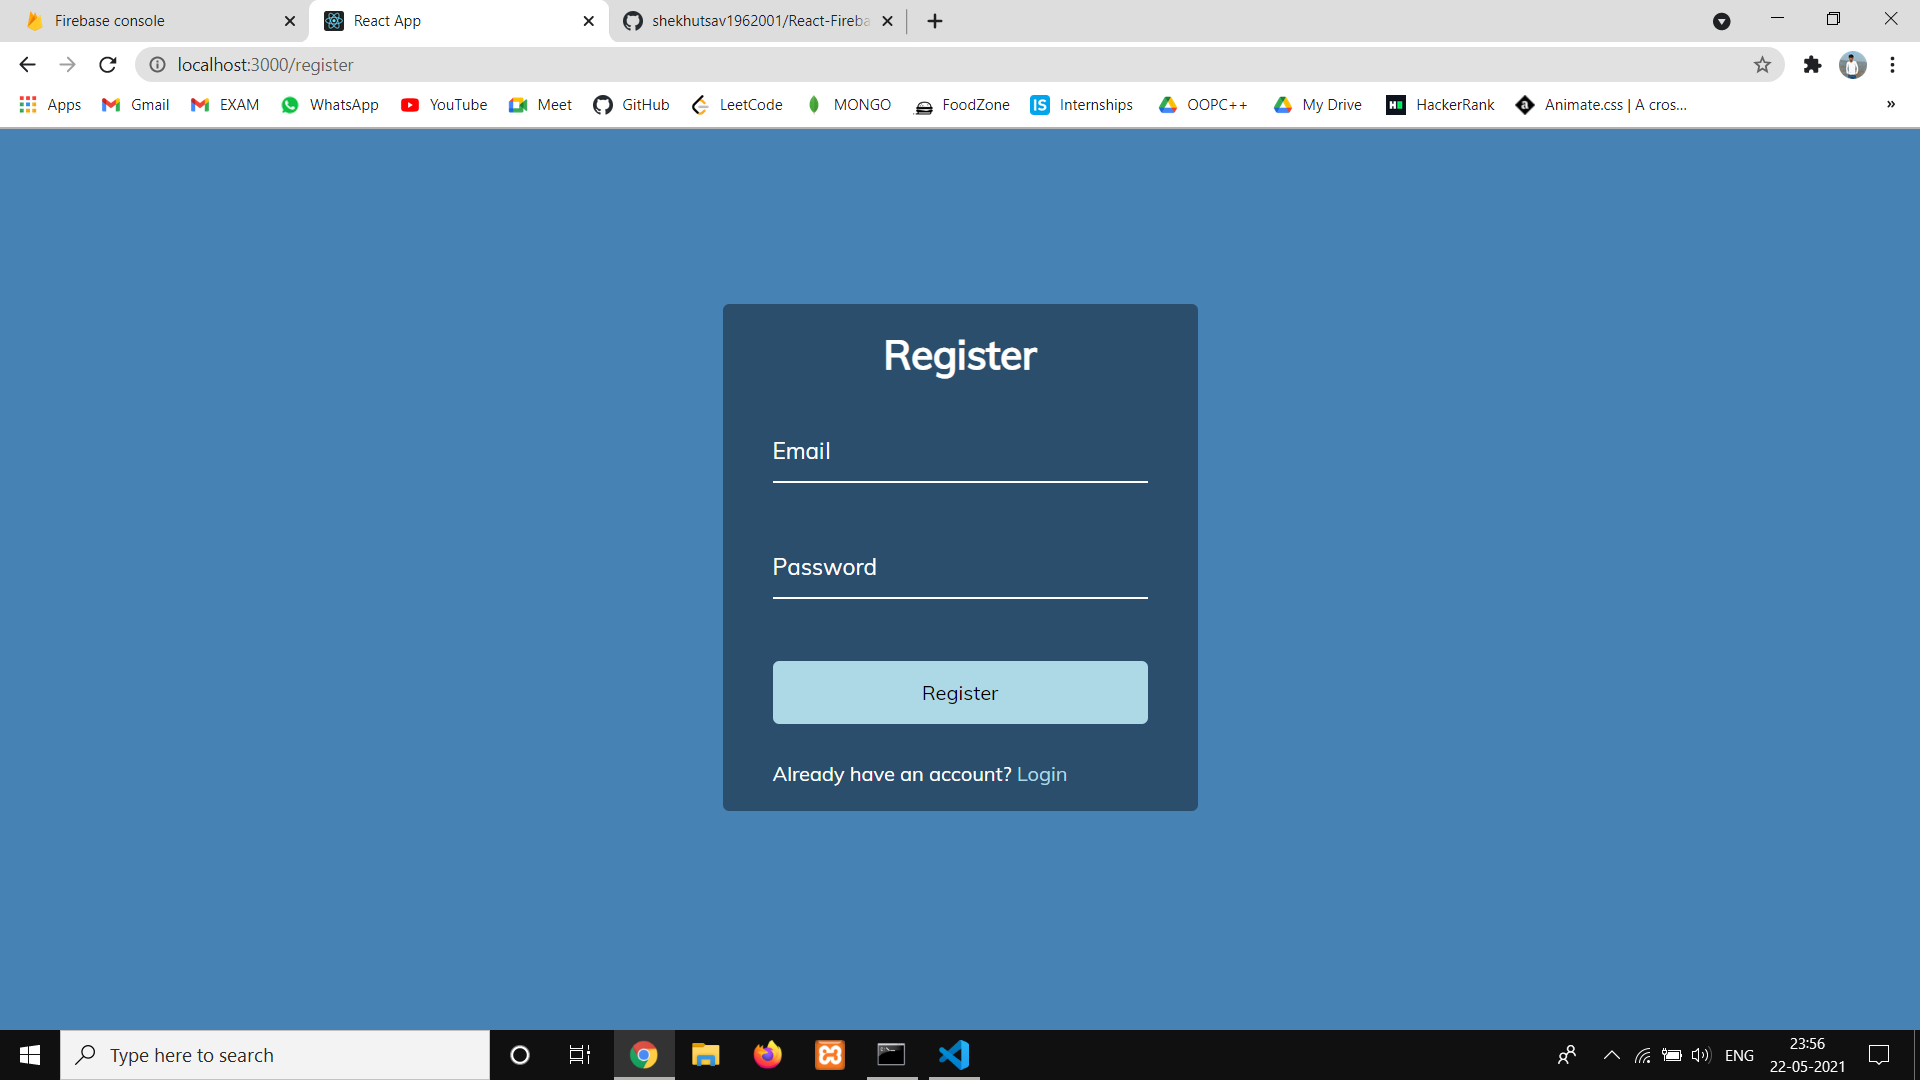 Firebase console
React App
shekhutsav1962001/React-Fireba
localhost:3000/register
Apps
Gmail
EXAM
WhatsApp
YouTube
Meet
GitHub
LeetCode
MONGO
FoodZone
IS Internships
OOPC++
My Drive
HackerRank
Animate.css | A cros...
»
Register
Email
Password
Register
Already have an account? Login
Type here to search
ENG
23:56
22-05-2021